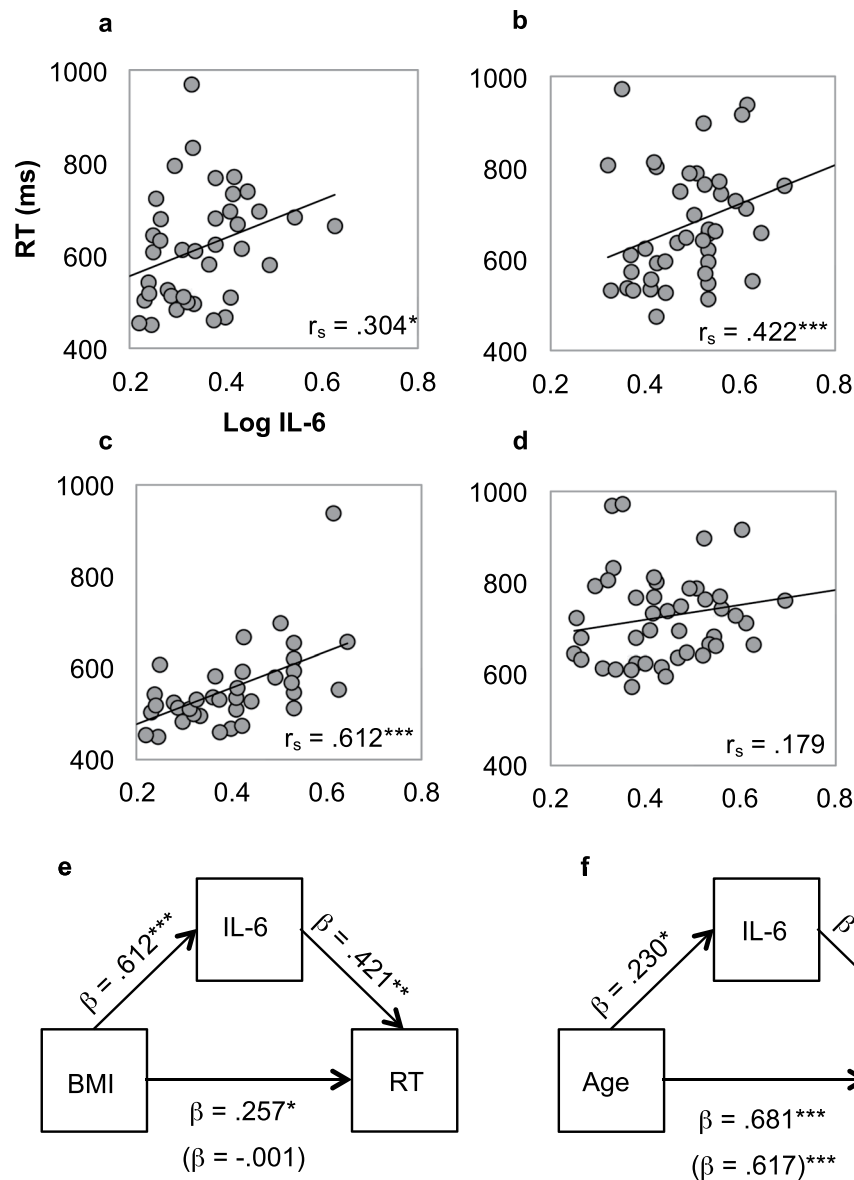 a
1000
800
600
400
RT (ms)
r_s = .304*
0.2 0.4 0.6 0.8
Log IL-6
b
1000
800
600
400
r_s = .422***
0.2 0.4 0.6 0.8
c
1000
800
600
400
r_s = .612***
0.2 0.4 0.6 0.8
d
1000
800
600
400
r_s = .179
0.2 0.4 0.6 0.8
e
IL-6
β = .612***
β = .421**
BMI
RT
β = .257*
(β = -.001)
f
IL-6
β = .230*
β
Age
β = .681***
(β = .617)***